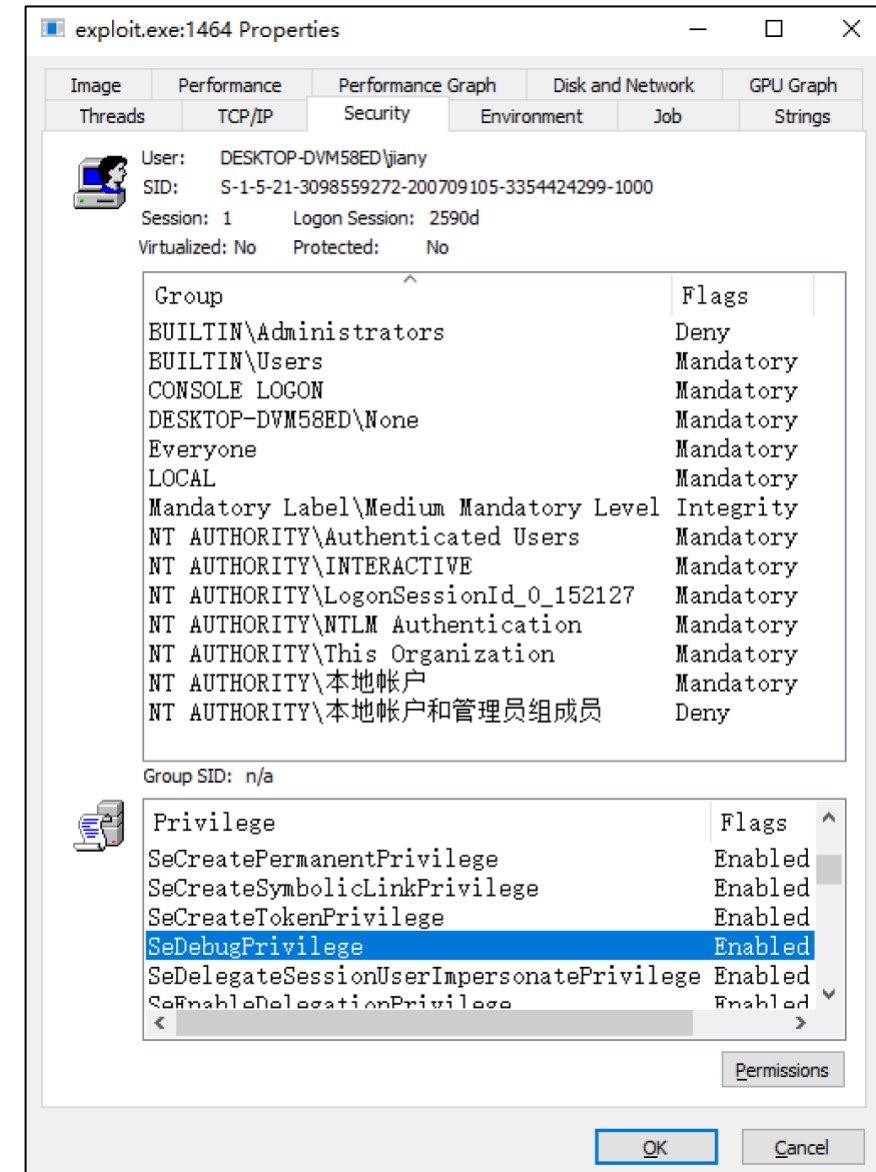 exploit.exe:1464 Properties
Image Performance Performance Graph Disk and Network GPU Graph
Threads TCP/IP Security Environment Job Strings
User: DESKTOP-DVM58ED\jiany
SID: S-1-5-21-3098559272-200709105-3354424299-1000
Session: 1 Logon Session: 2590d
Virtualized: No Protected: No
Group Flags
BUILTIN\Administrators Deny
BUILTIN\Users Mandatory
CONSOLE LOGON Mandatory
DESKTOP-DVM58ED\None Mandatory
Everyone Mandatory
LOCAL Mandatory
Mandatory Label\Medium Mandatory Level Integrity
NT AUTHORITY\Authenticated Users Mandatory
NT AUTHORITY\INTERACTIVE Mandatory
NT AUTHORITY\LogonSessionId_0_152127 Mandatory
NT AUTHORITY\NTLM Authentication Mandatory
NT AUTHORITY\This Organization Mandatory
NT AUTHORITY\本地帐户 Mandatory
NT AUTHORITY\本地帐户和管理员组成员 Deny
Group SID: n/a
Privilege Flags
SeCreatePermanentPrivilege Enabled
SeCreateSymbolicLinkPrivilege Enabled
SeCreateTokenPrivilege Enabled
SeDebugPrivilege Enabled
SeDelegateSessionUserImpersonatePrivilege Enabled
SeEnableDelegationPrivilege Enabled
Permissions
OK Cancel